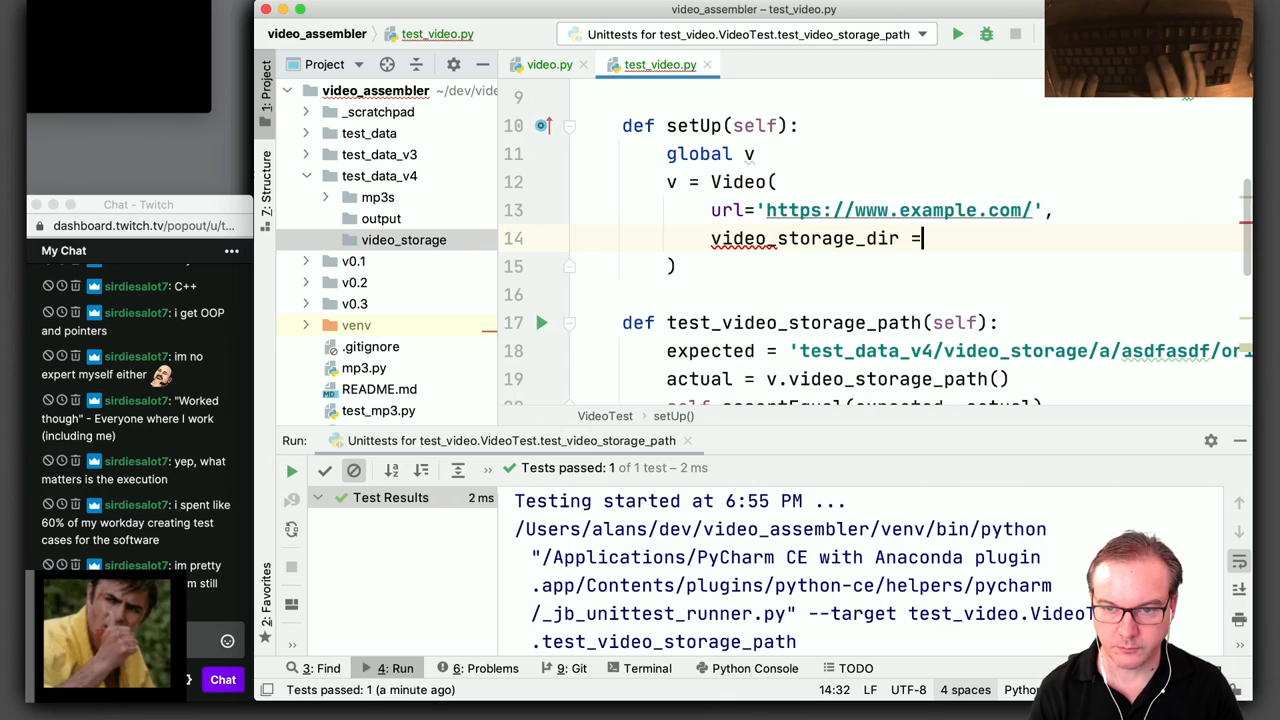 video_assembler – test_video.py
video_assembler
test_video.py
Unittests for test_video.VideoTest.test_video_storage_path
Project
video.py
test_video.py
1: Project
7: Structure
2: Favorites
video_assembler ~/dev/vide
_scratchpad
test_data
test_data_v3
test_data_v4
mp3s
output
video_storage
v0.1
v0.2
v0.3
venv
.gitignore
mp3.py
README.md
test_mp3.py
9
10 def setUp(self):
11 global v
12 v = Video(
13 url='https://www.example.com/',
14 video_storage_dir =
15 )
16
17 def test_video_storage_path(self):
18 expected = 'test_data_v4/video_storage/a/asdfasdf/ori
19 actual = v.video_storage_path()
self.assertEqual(expected, actual)
VideoTest
setUp()
Chat - Twitch
dashboard.twitch.tv/popout/u/t...
My Chat
sirdiesalot7: C++
sirdiesalot7: i get OOP
and pointers
sirdiesalot7: im no
expert myself either
sirdiesalot7: "Worked
though" - Everyone where I work
(including me)
sirdiesalot7: yep, what
matters is the execution
sirdiesalot7: i spent like
60% of my workday creating test
cases for the software
sirdiesalot7: im pretty
m still
Chat
Run:
Unittests for test_video.VideoTest.test_video_storage_path
Tests passed: 1 of 1 test – 2 ms
Test Results 2 ms
Testing started at 6:55 PM ...
/Users/alans/dev/video_assembler/venv/bin/python
"/Applications/PyCharm CE with Anaconda plugin
.app/Contents/plugins/python-ce/helpers/pycharm
/_jb_unittest_runner.py" --target test_video.VideoT
.test_video_storage_path
3: Find
4: Run
6: Problems
9: Git
Terminal
Python Console
TODO
Tests passed: 1 (a minute ago)
14:32
LF
UTF-8
4 spaces
Pytho